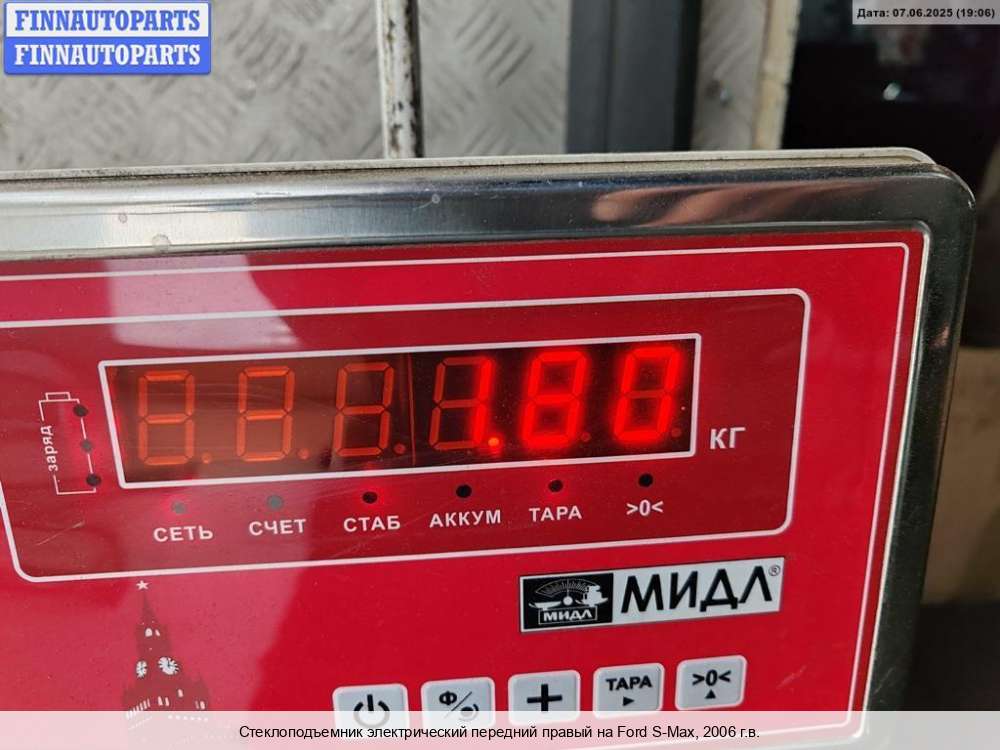 FINNAUTOPARTS
FINNAUTOPARTS
Дата: 07.06.2025 (19:06)
1.80
КГ
заряд
СЕТЬ
СЧЕТ
СТАБ
АККУМ
ТАРА
>0<
МИДЛ
МИДЛ®
Ф
+
ТАРА
>0<
Стеклоподъемник электрический передний правый на Ford S-Max, 2006 г.в.